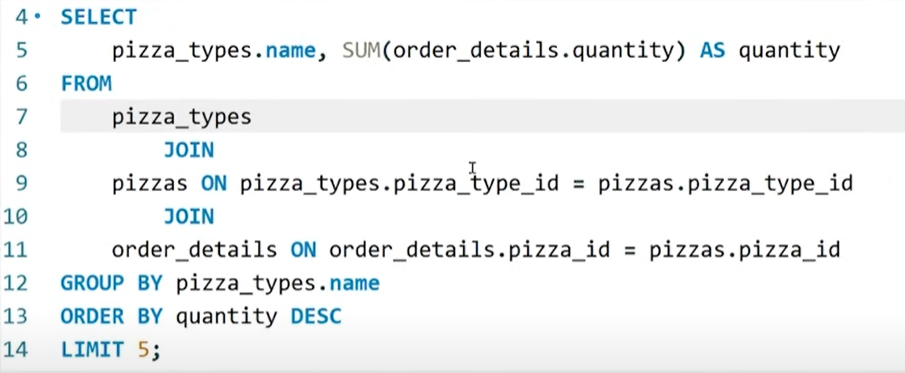 4 SELECT
5 pizza_types.name, SUM(order_details.quantity) AS quantity
6 FROM
7 pizza_types
8 JOIN
9 pizzas ON pizza_types.pizza_type_id = pizzas.pizza_type_id
10 JOIN
11 order_details ON order_details.pizza_id = pizzas.pizza_id
12 GROUP BY pizza_types.name
13 ORDER BY quantity DESC
14 LIMIT 5;